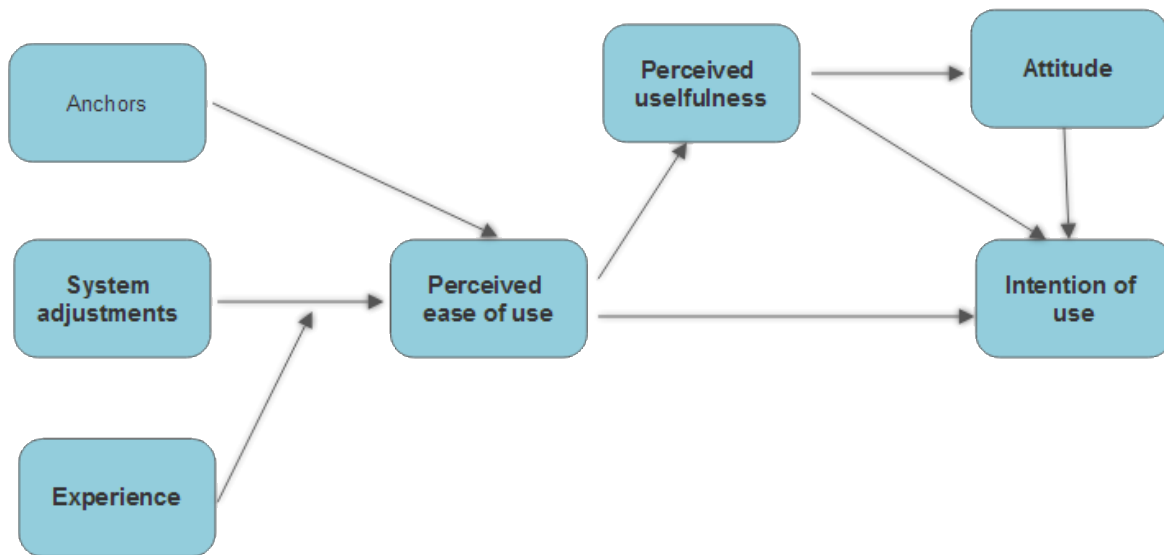 Anchors
System
adjustments
Experience
Perceived
ease of use
Perceived
uselfulness
Attitude
Intention of
use